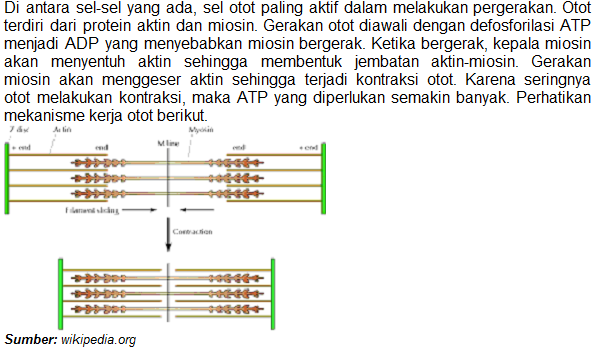 Di antara sel-sel yang ada, sel otot paling aktif dalam melakukan pergerakan. Otot
terdiri dari protein aktin dan miosin. Gerakan otot diawali dengan defosforilasi ATP
menjadi ADP yang menyebabkan miosin bergerak. Ketika bergerak, kepala miosin
akan menyentuh aktin sehingga membentuk jembatan aktin-miosin. Gerakan
miosin akan menggeser aktin sehingga terjadi kontraksi otot. Karena seringnya
otot melakukan kontraksi, maka ATP yang diperlukan semakin banyak. Perhatikan
mekanisme kerja otot berikut.
Z disc Actin Myosin
+ end end M line end + end
Filament sliding
Contraction
Sumber: wikipedia.org